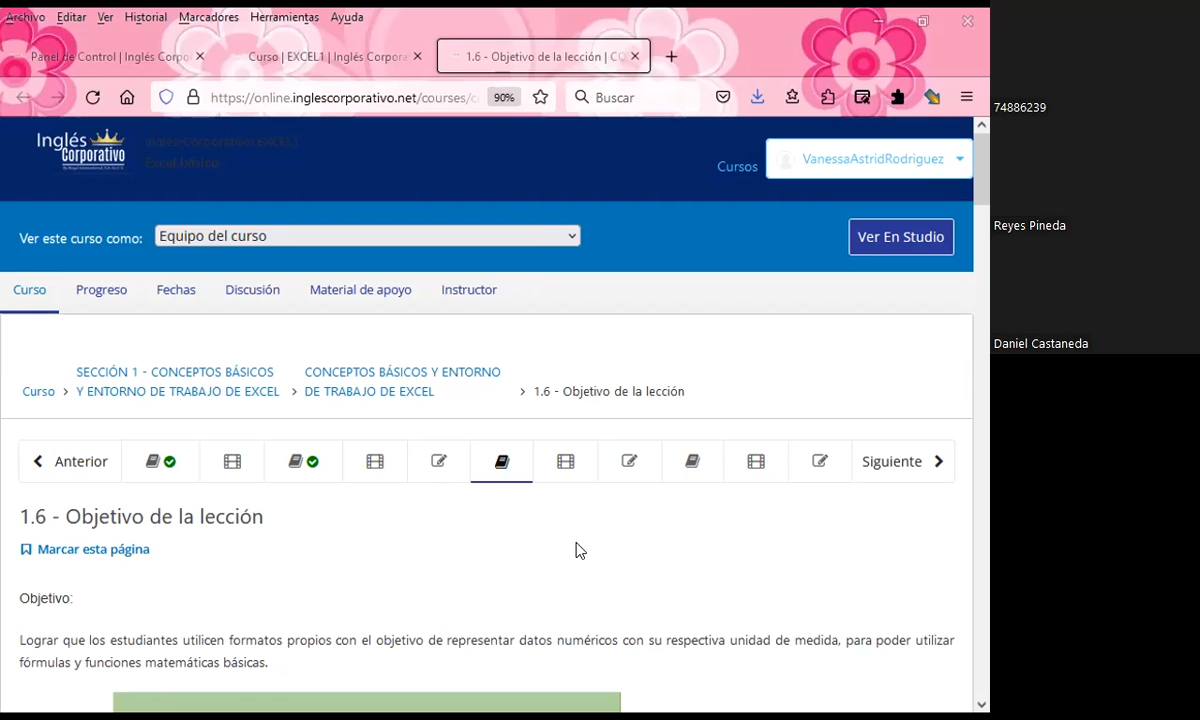 Archivo Editar Ver Historial Marcadores Herramientas Ayuda
Panel de Control | Inglés Corpo
Curso | EXCEL1 | Inglés Corpora
1.6 - Objetivo de la lección | CO
https://online.inglescorporativo.net/courses/c
90%
Buscar
Inglés
Corporativo
Ingles-Corporativo: EXCEL1
Excel básico
Cursos
VanessaAstridRodriguez
Ver este curso como:
Equipo del curso
Ver En Studio
Curso
Progreso
Fechas
Discusión
Material de apoyo
Instructor
SECCIÓN 1 - CONCEPTOS BÁSICOS
Y ENTORNO DE TRABAJO DE EXCEL
CONCEPTOS BÁSICOS Y ENTORNO
DE TRABAJO DE EXCEL
Curso > > > 1.6 - Objetivo de la lección
Anterior
Siguiente
1.6 - Objetivo de la lección
Marcar esta página
Objetivo:
Lograr que los estudiantes utilicen formatos propios con el objetivo de representar datos numéricos con su respectiva unidad de medida, para poder utilizar
fórmulas y funciones matemáticas básicas.
74886239
Reyes Pineda
Daniel Castaneda